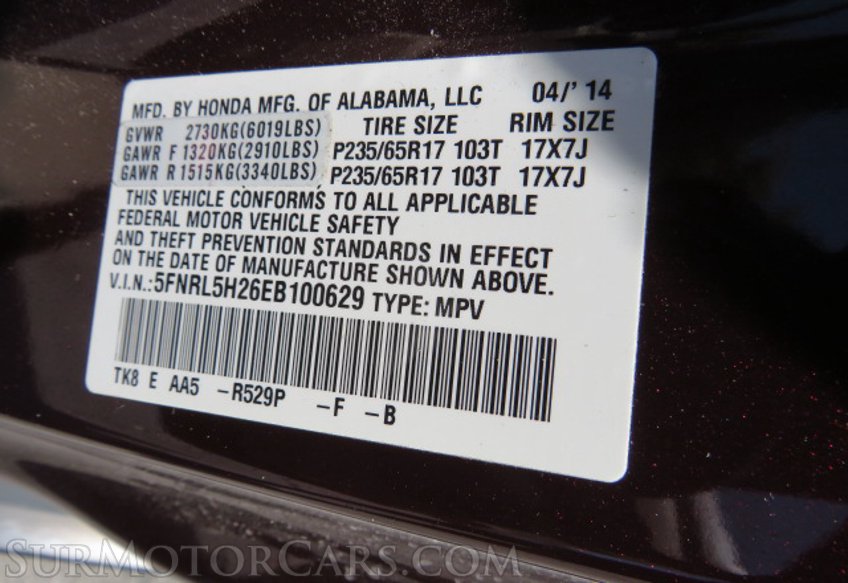 MFD. BY HONDA MFG. OF ALABAMA, LLC 04/'14
GVWR 2730KG(6019LBS) TIRE SIZE RIM SIZE
GAWR F 1320KG(2910LBS) P235/65R17 103T 17X7J
GAWR R 1515KG(3340LBS) P235/65R17 103T 17X7J
THIS VEHICLE CONFORMS TO ALL APPLICABLE
FEDERAL MOTOR VEHICLE SAFETY
AND THEFT PREVENTION STANDARDS IN EFFECT
ON THE DATE OF MANUFACTURE SHOWN ABOVE.
V.I.N.:5FNRL5H26EB100629 TYPE: MPV
TK8 E AA5 -R529P -F -B
SURMOTORCARS.COM